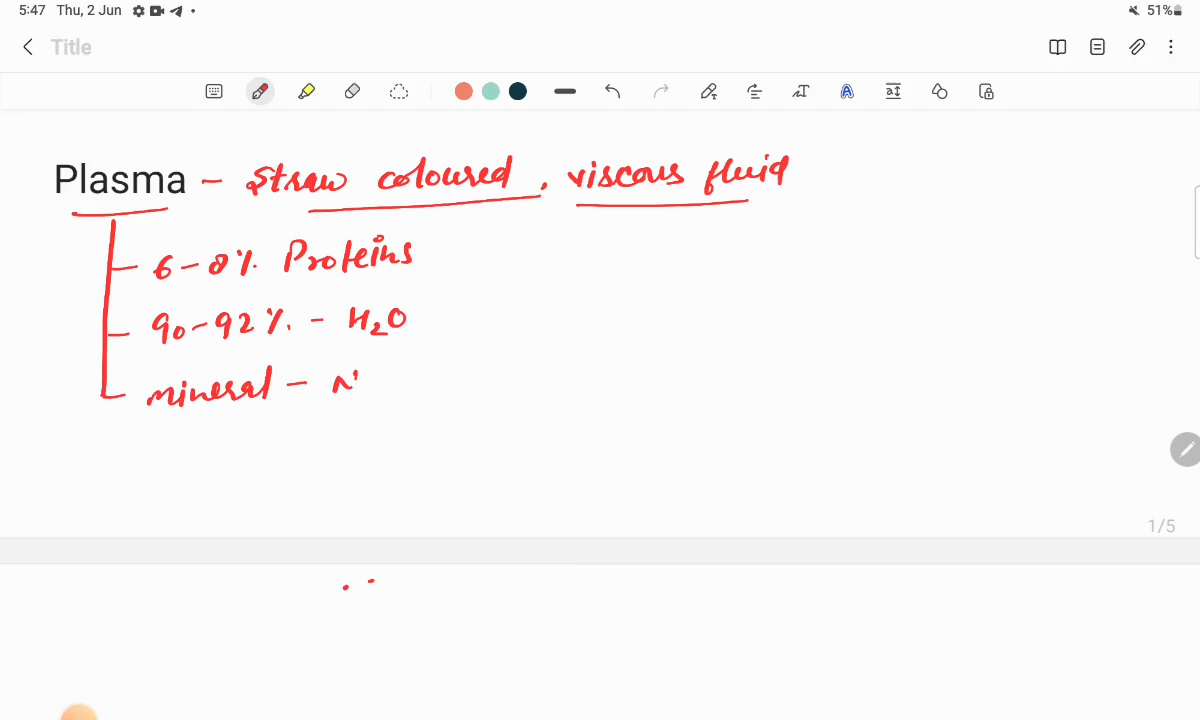 5:47 Thu, 2 Jun 51%
Title
Plasma - straw coloured, viscous fluid
6-8% Proteins
90-92% - H₂O
mineral - N
1/5